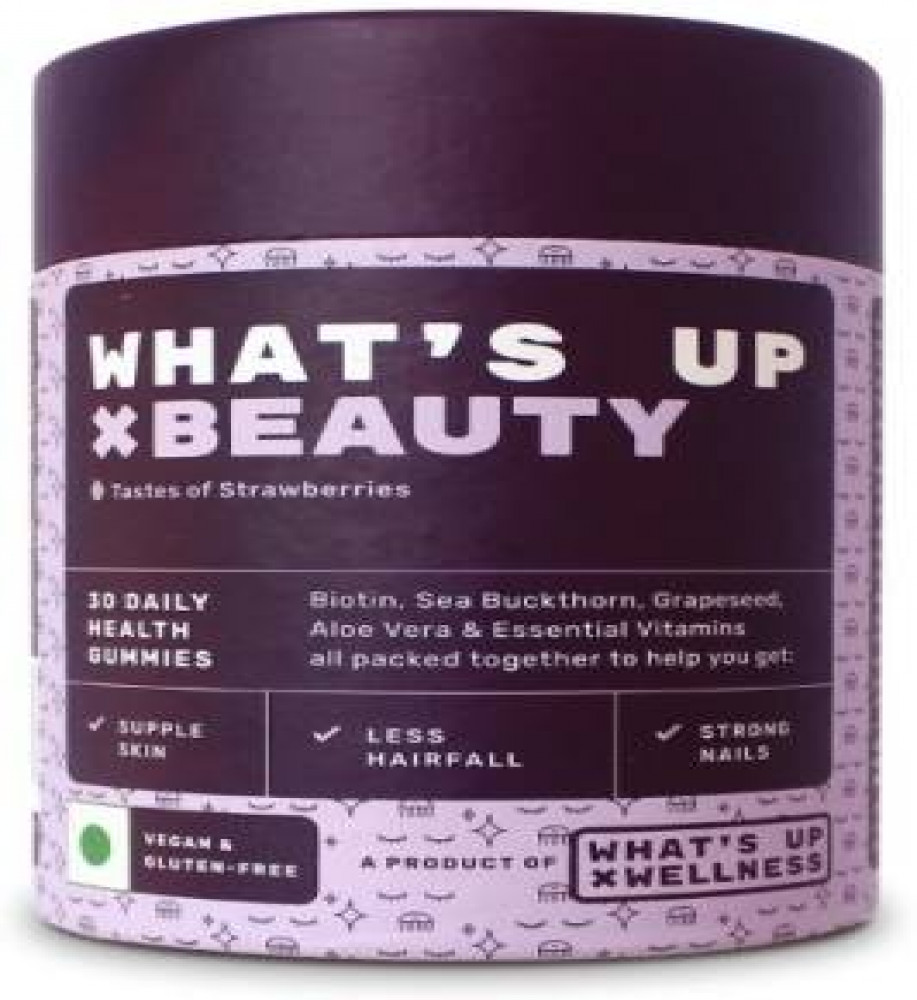 WHAT'S UP
×BEAUTY
Tastes of Strawberries
30 DAILY
HEALTH
GUMMIES
Biotin, Sea Buckthorn, Grapeseed,
Aloe Vera & Essential Vitamins
all packed together to help you get:
SUPPLE
SKIN
LESS
HAIRFALL
STRONG
NAILS
VEGAN &
GLUTEN-FREE
A PRODUCT OF
WHAT'S UP
×WELLNESS